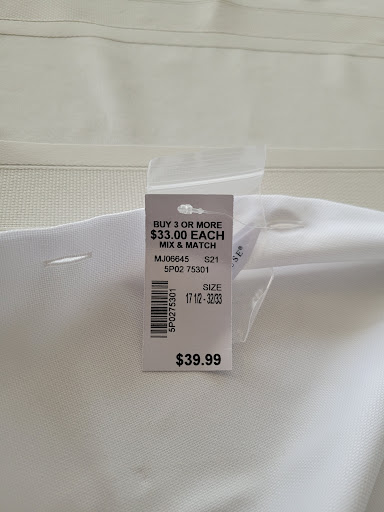 BUY 3 OR MORE
$33.00 EACH
MIX & MATCH
MJ06645 S21
5P02 75301
SIZE
17 1/2 - 32/33
5P0275301
$39.99